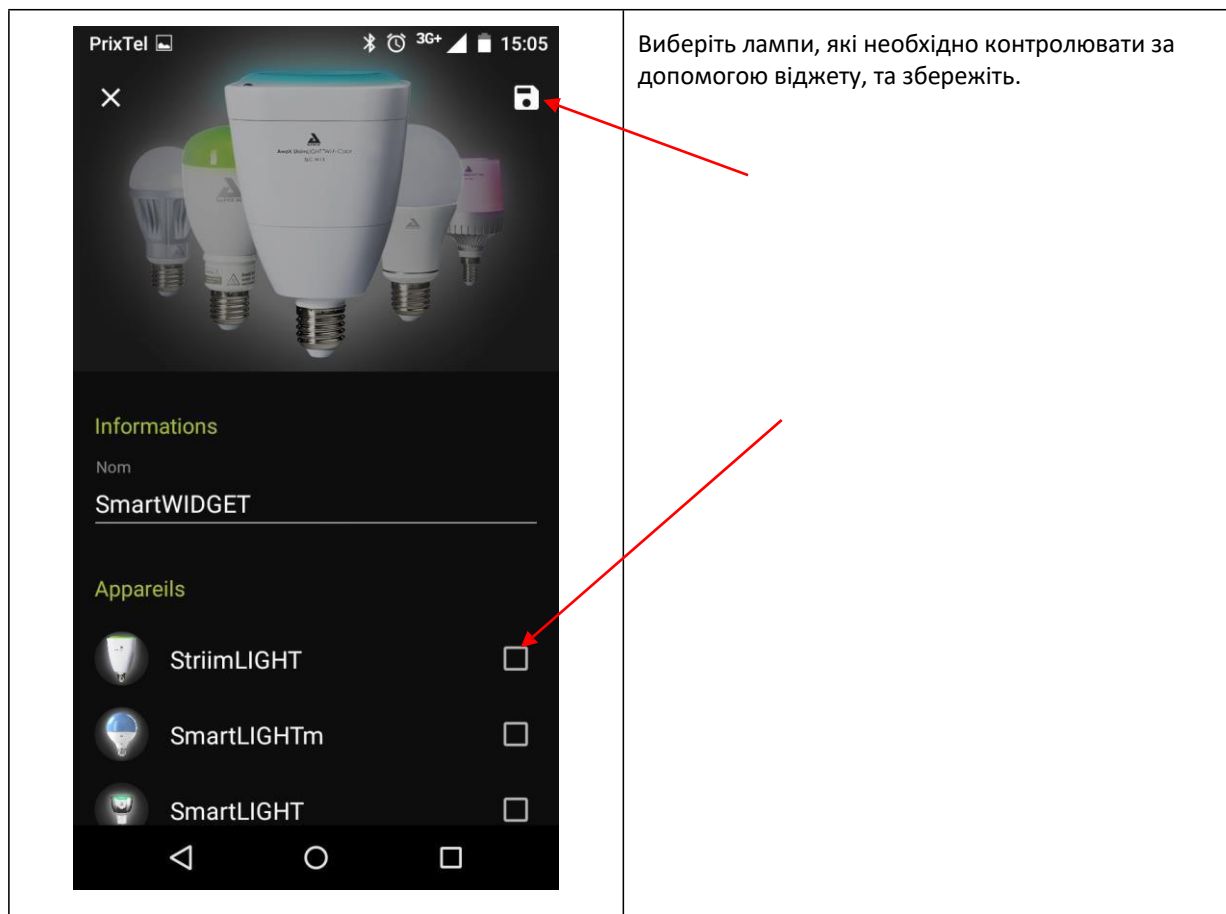 PrixTel 3G+ 15:05
Informations
Nom
SmartWIDGET
Appareils
StriimLIGHT
SmartLIGHTm
SmartLIGHT
Виберіть лампи, які необхідно контролювати за
допомогою віджету, та збережіть.